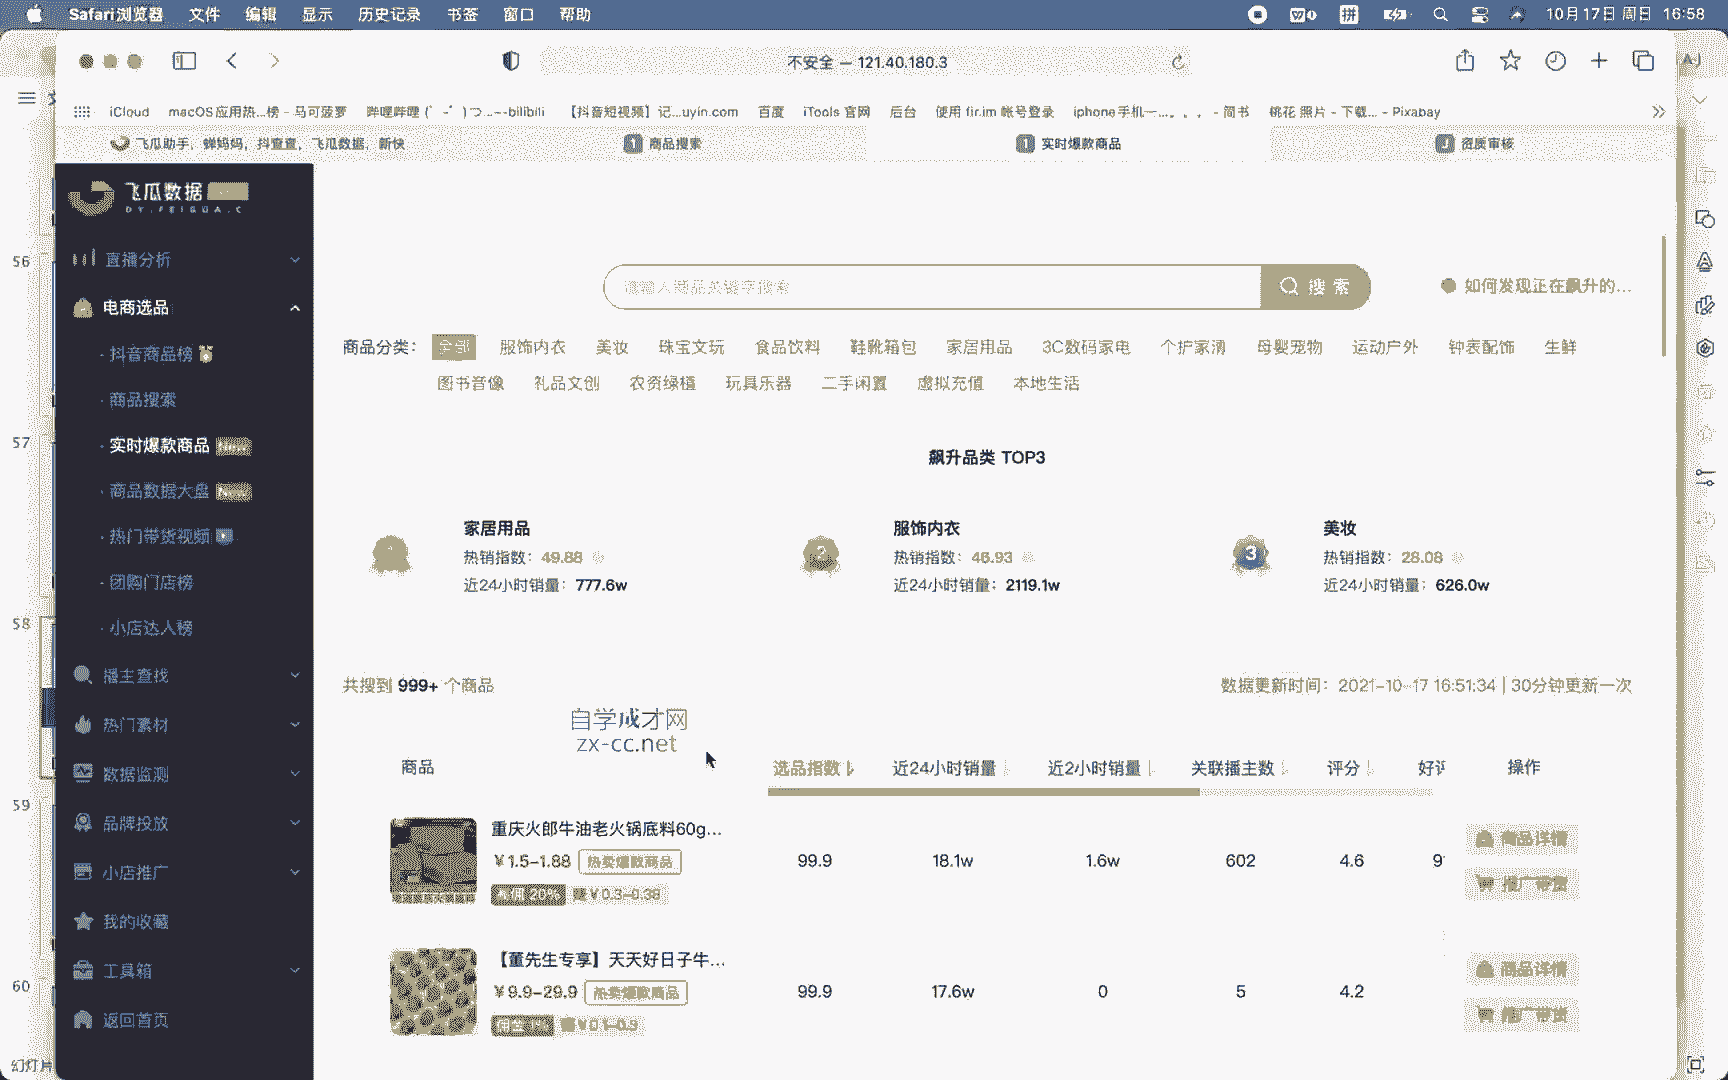 Safari浏览器 文件 编辑 显示 历史记录 书签 窗口 帮助 拼 10月17日 周日 16:58
不安全 — 121.40.180.3
iCloud macOS应用热...榜 - 马可菠萝 哔哩哔哩 (゜-゜)つ...--bilibili 【抖音短视频】记...uyin.com 百度 iTools 官网 后台 使用 fir.im 帐号登录 iphone手机一...。。。 - 简书 桃花 照片 - 下载... - Pixabay
飞瓜助手，蝉妈妈，抖查查，飞瓜数据，新快 商品搜索 实时爆款商品 资质审核
飞瓜数据
DY.FEIGUA.C
直播分析
电商选品
· 抖音商品榜
· 商品搜索
· 实时爆款商品 New
· 商品数据大盘 New
· 热门带货视频
· 团购门店榜
· 小店达人榜
播主查找
热门素材
数据监测
品牌投放
小店推广
我的收藏
工具箱
返回首页
56
57
58
59
60
幻灯片
请输入商品关键字搜索 搜 索 如何发现正在飙升的...
商品分类： 全部 服饰内衣 美妆 珠宝文玩 食品饮料 鞋靴箱包 家居用品 3C数码家电 个护家清 母婴宠物 运动户外 钟表配饰 生鲜
图书音像 礼品文创 农资绿植 玩具乐器 二手闲置 虚拟充值 本地生活
飙升品类 TOP3
家居用品
热销指数：49.88
近24小时销量：777.6w
2
服饰内衣
热销指数：46.93
近24小时销量：2119.1w
3
美妆
热销指数：28.08
近24小时销量：626.0w
共搜到 999+ 个商品 数据更新时间：2021-10-17 16:51:34 | 30分钟更新一次
自学成才网
zx-cc.net
商品 选品指数 近24小时销量 近2小时销量 关联播主数 评分 好评 操作
重庆火郎牛油老火锅底料60g...
￥1.5-1.88 热卖爆款商品
高佣 20% 赚￥0.3-0.38
99.9 18.1w 1.6w 602 4.6 9
商品详情
推广带货
【董先生专享】天天好日子牛...
￥9.9-29.9 热卖爆款商品
佣金 1% 赚￥0.1-0.3
99.9 17.6w 0 5 4.2
商品详情
推广带货